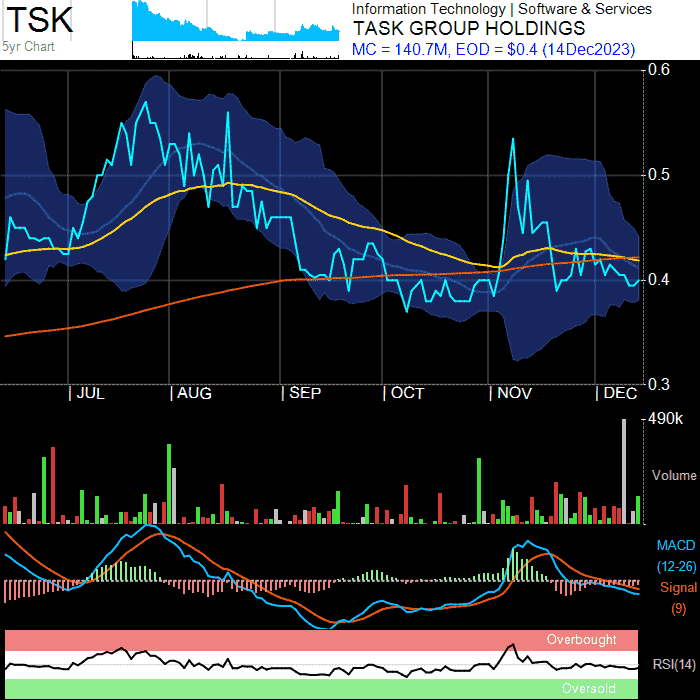 TSK
5yr Chart
Information Technology | Software & Services
TASK GROUP HOLDINGS
MC = 140.7M, EOD = $0.4 (14Dec2023)
0.6
0.5
0.4
0.3
JUL AUG SEP OCT NOV DEC
490k
Volume
MACD
(12-26)
Signal
(9)
Overbought
RSI(14)
Oversold